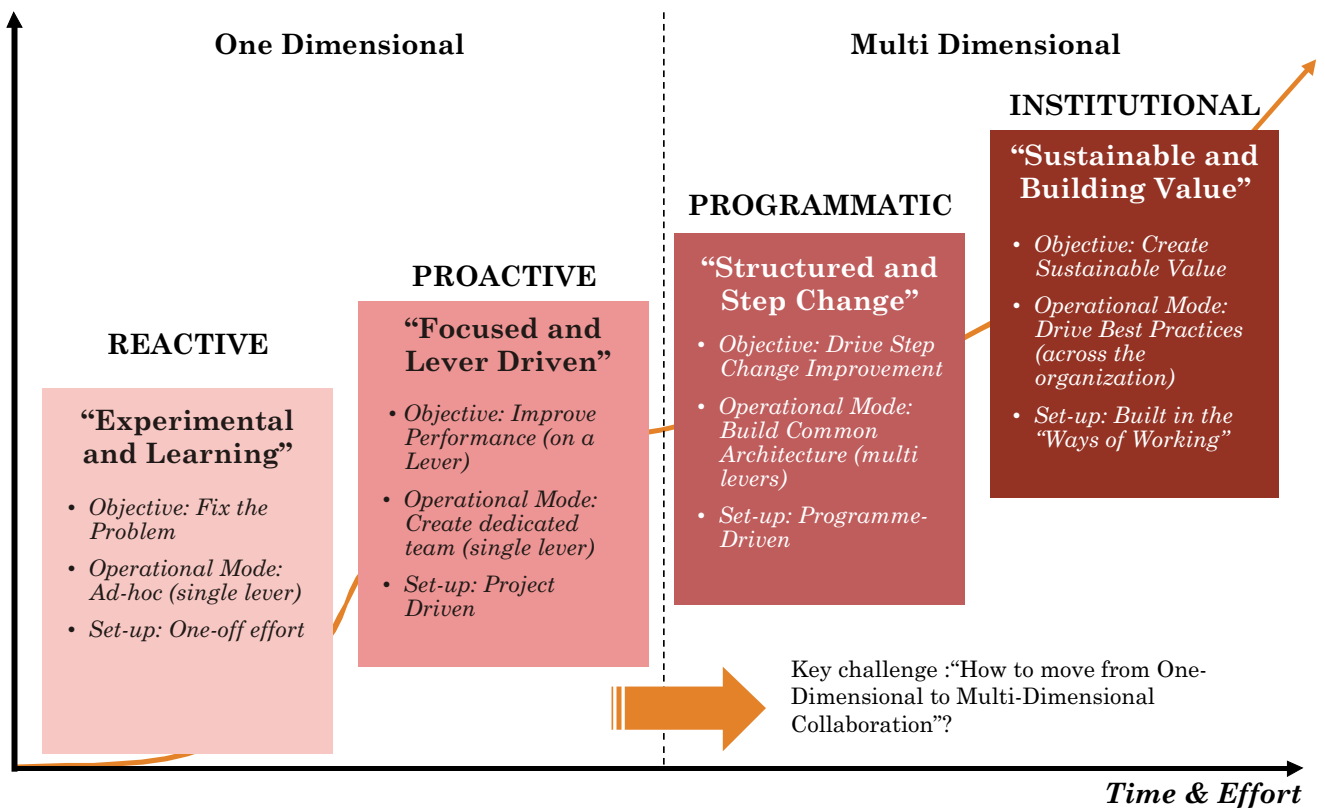 One Dimensional
Multi Dimensional
REACTIVE
“Experimental
and Learning”
• Objective: Fix the
Problem
• Operational Mode:
Ad-hoc (single lever)
• Set-up: One-off effort
PROACTIVE
“Focused and
Lever Driven”
• Objective: Improve
Performance (on a
Lever)
• Operational Mode:
Create dedicated
team (single lever)
• Set-up: Project
Driven
PROGRAMMATIC
“Structured and
Step Change”
• Objective: Drive Step
Change Improvement
• Operational Mode:
Build Common
Architecture (multi
levers)
• Set-up: Programme-
Driven
INSTITUTIONAL
“Sustainable and
Building Value”
• Objective: Create
Sustainable Value
• Operational Mode:
Drive Best Practices
(across the
organization)
• Set-up: Built in the
“Ways of Working”
Key challenge :“How to move from One-
Dimensional to Multi-Dimensional
Collaboration”?
Time & Effort